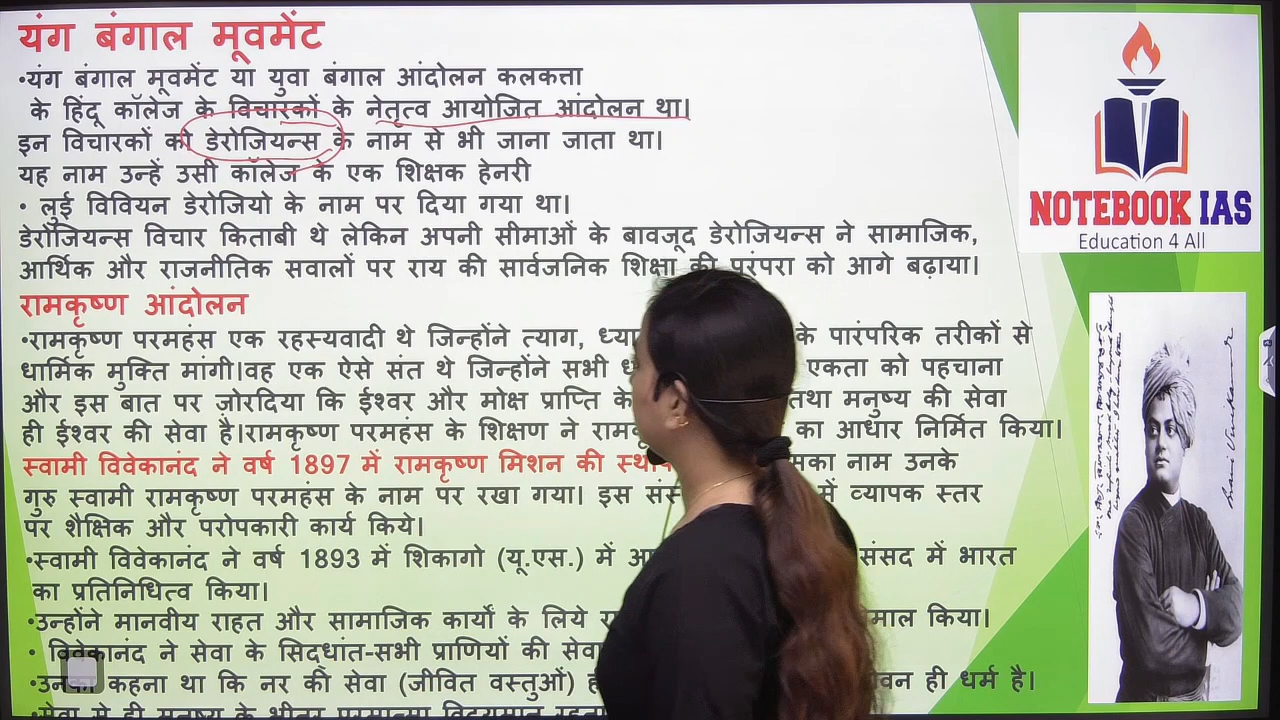 यंग बंगाल मूवमेंट
•यंग बंगाल मूवमेंट या युवा बंगाल आंदोलन कलकत्ता
के हिंदू कॉलेज के विचारकों के नेतृत्व आयोजित आंदोलन था।
इन विचारकों को डेरोजियन्स के नाम से भी जाना जाता था।
यह नाम उन्हें उसी कॉलेज के एक शिक्षक हेनरी
• लुई विवियन डेरोजियो के नाम पर दिया गया था।
डेरोजियन्स विचार किताबी थे लेकिन अपनी सीमाओं के बावजूद डेरोजियन्स ने सामाजिक,
आर्थिक और राजनीतिक सवालों पर राय की सार्वजनिक शिक्षा की परंपरा को आगे बढ़ाया।
रामकृष्ण आंदोलन
•रामकृष्ण परमहंस एक रहस्यवादी थे जिन्होंने त्याग, के पारंपरिक तरीकों से
धार्मिक मुक्ति मांगी।वह एक ऐसे संत थे जिन्होंने सभी एकता को पहचाना
और इस बात पर ज़ोरदिया कि ईश्वर और मोक्ष प्राप्ति के तथा मनुष्य की सेवा
ही ईश्वर की सेवा है।रामकृष्ण परमहंस के शिक्षण ने का आधार निर्मित किया।
स्वामी विवेकानंद ने वर्ष 1897 में रामकृष्ण मिशन की नाम उनके
गुरु स्वामी रामकृष्ण परमहंस के नाम पर रखा गया। इस में व्यापक स्तर
पर शैक्षिक और परोपकारी कार्य किये।
•स्वामी विवेकानंद ने वर्ष 1893 में शिकागो (यू.एस.) में संसद में भारत
का प्रतिनिधित्व किया।
•उन्होंने मानवीय राहत और सामाजिक कार्यों के लिये किया।
• विवेकानंद ने सेवा के सिद्धांत-सभी प्राणियों की सेवा
•उनका कहना था कि नर की सेवा (जीवित वस्तुओं) ही धर्म है।
NOTEBOOK IAS
Education 4 All